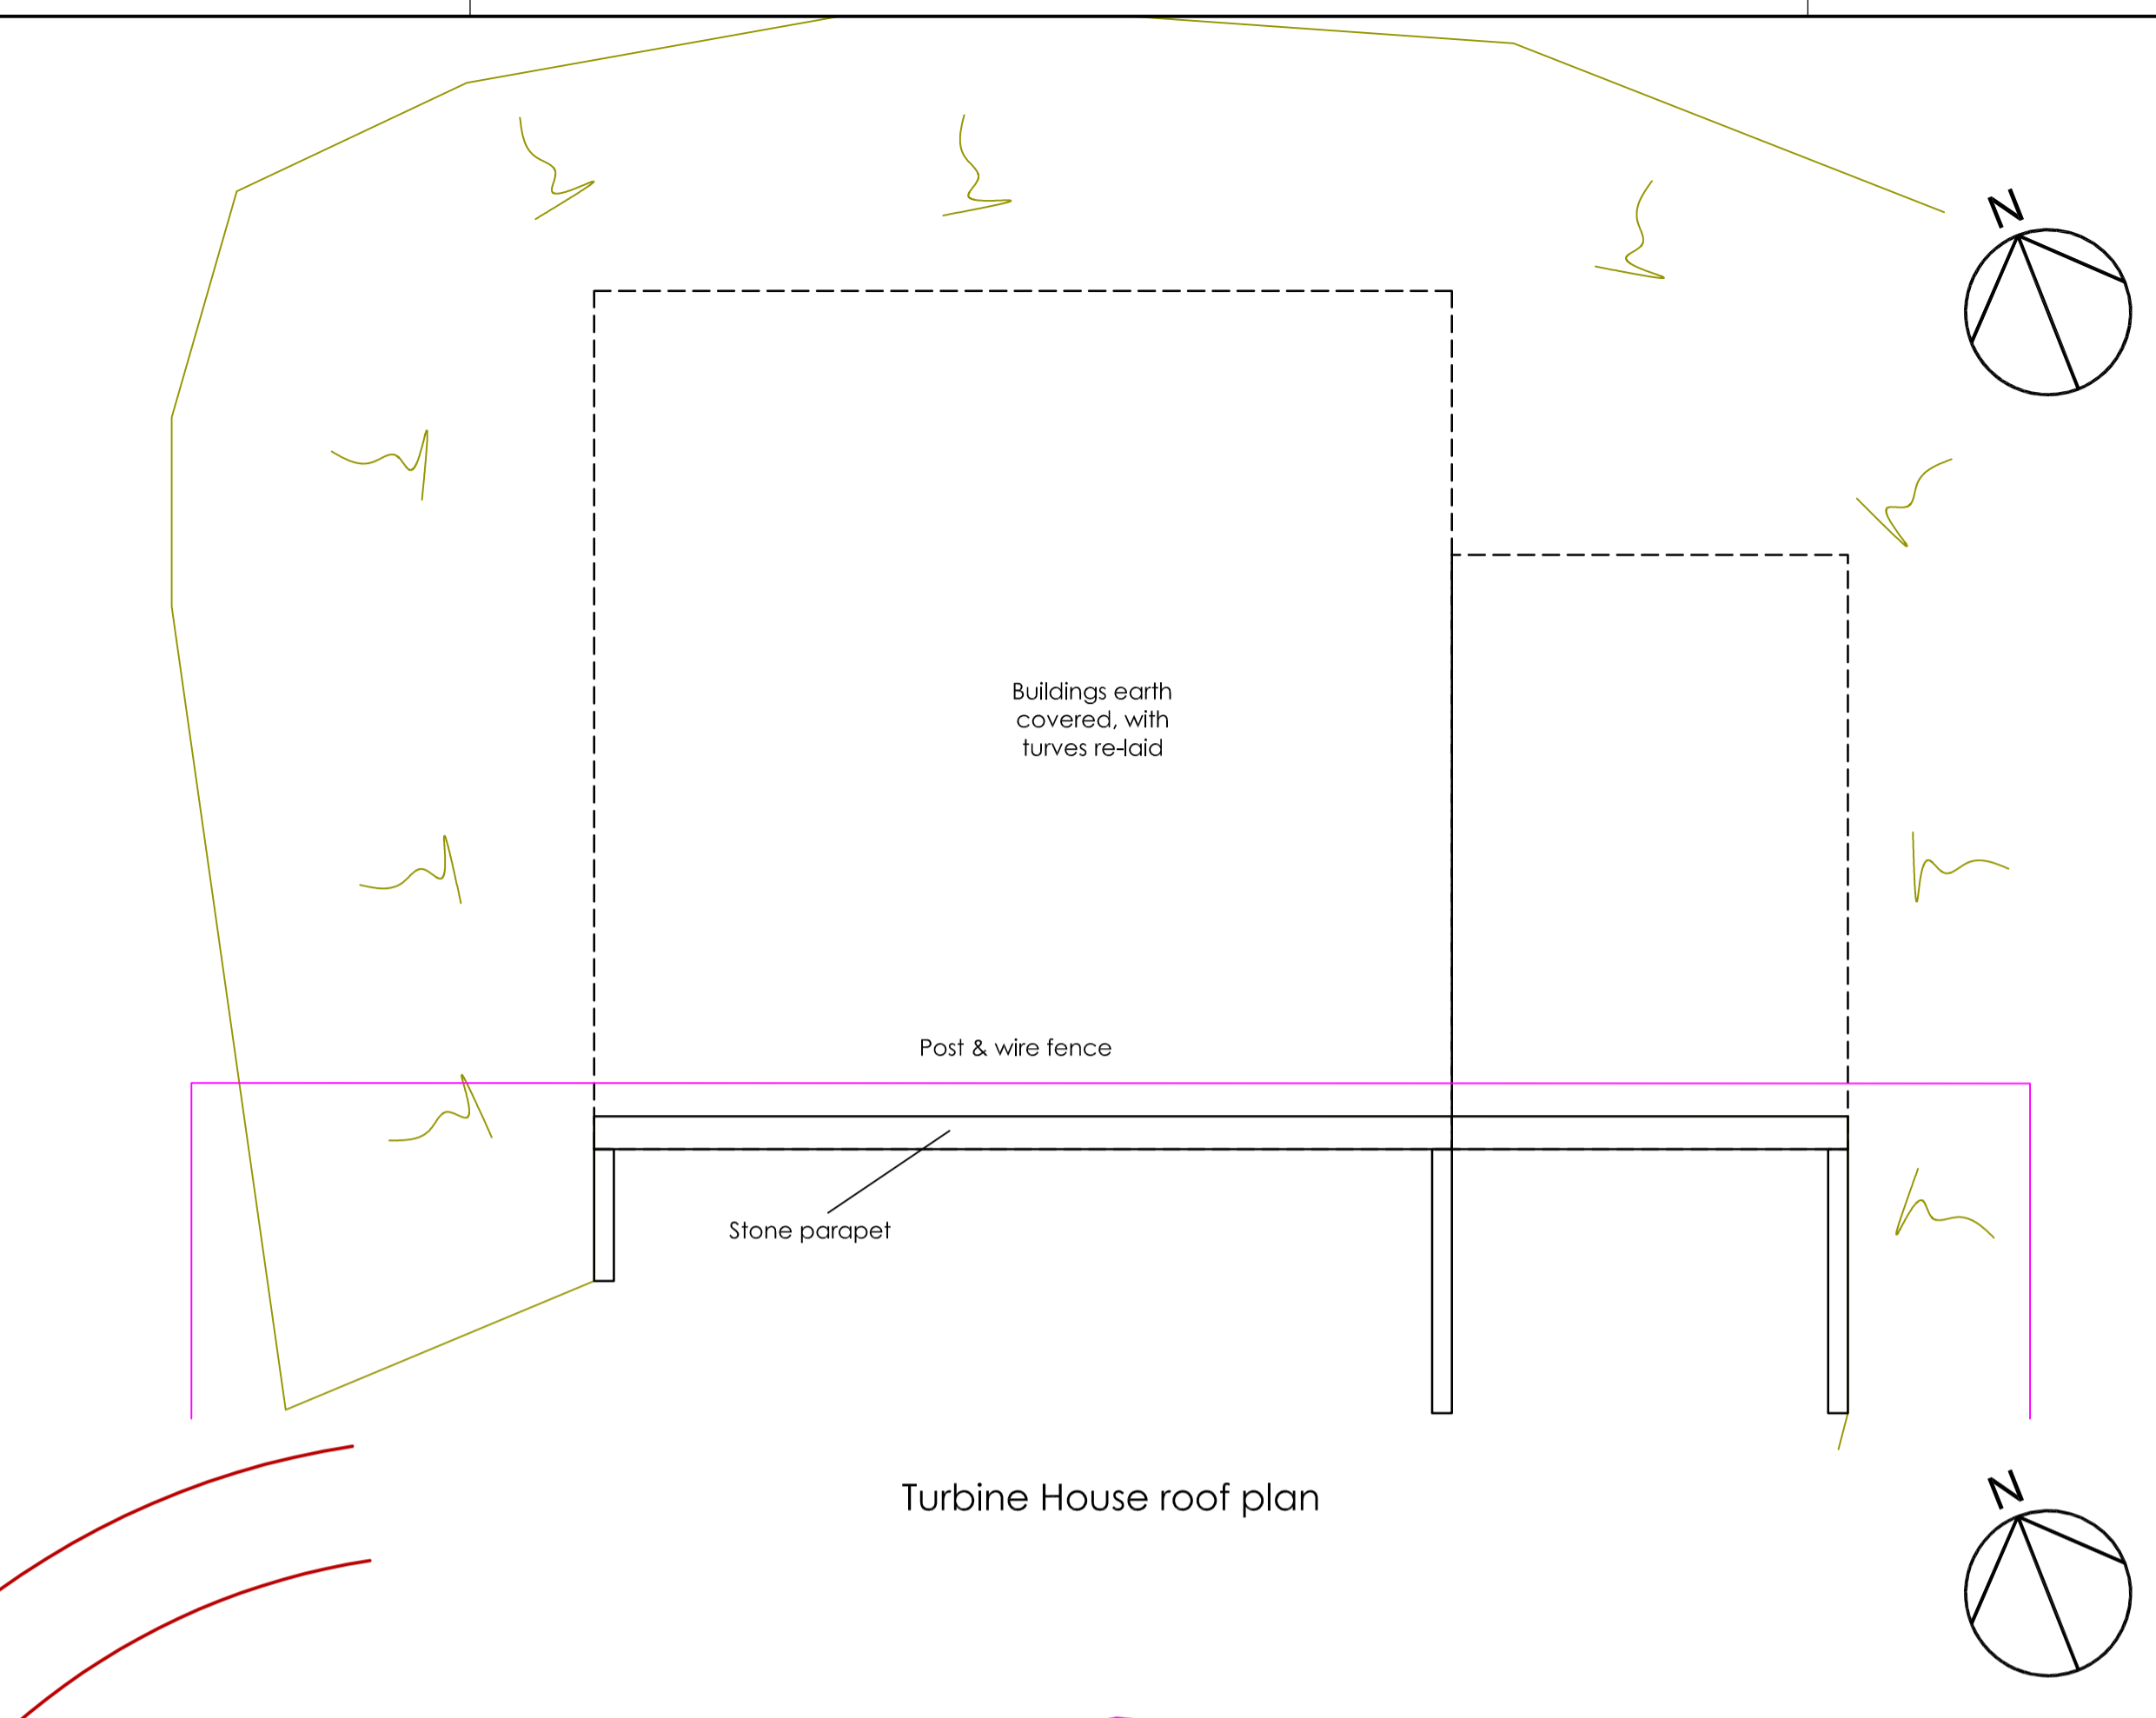 N
Buildings earth
covered, with
turves re-laid
Post & wire fence
Stone parapet
Turbine House roof plan
N